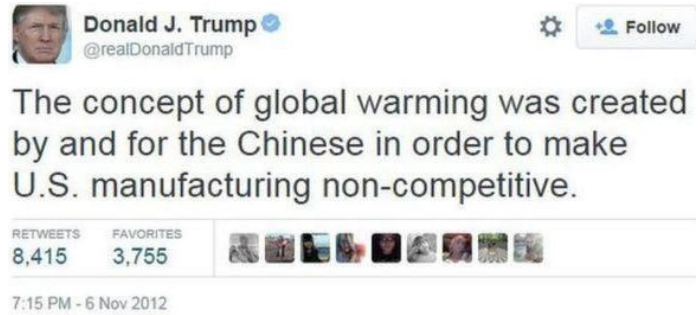 Donald J. Trump
@realDonaldTrump
Follow
The concept of global warming was created
by and for the Chinese in order to make
U.S. manufacturing non-competitive.
RETWEETS FAVORITES
8,415 3,755
7:15 PM - 6 Nov 2012